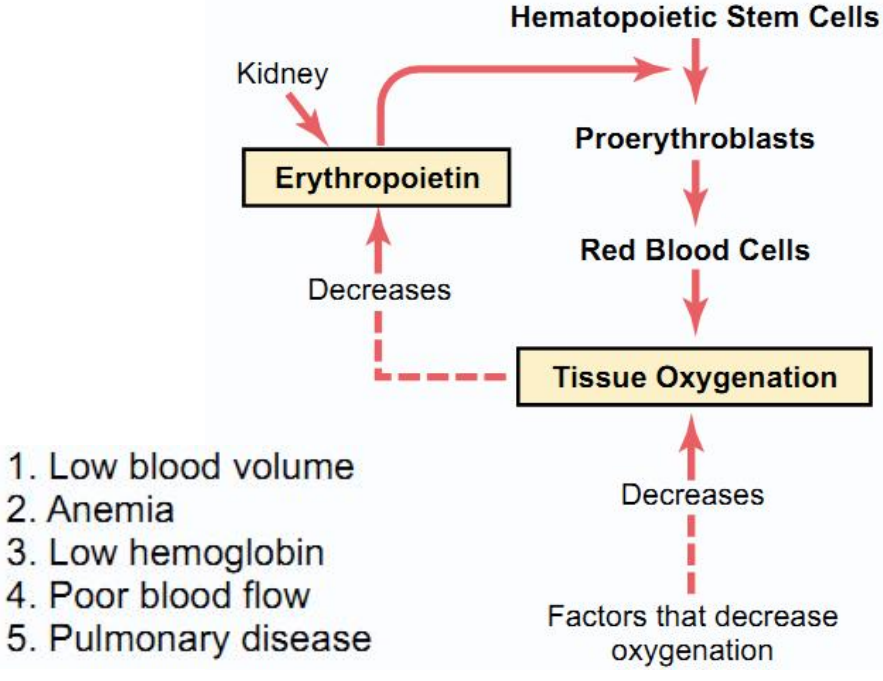 Hematopoietic Stem Cells
Kidney
Proerythroblasts
Erythropoietin
Red Blood Cells
Decreases
Tissue Oxygenation
1. Low blood volume
2. Anemia
3. Low hemoglobin
4. Poor blood flow
5. Pulmonary disease
Decreases
Factors that decrease
oxygenation